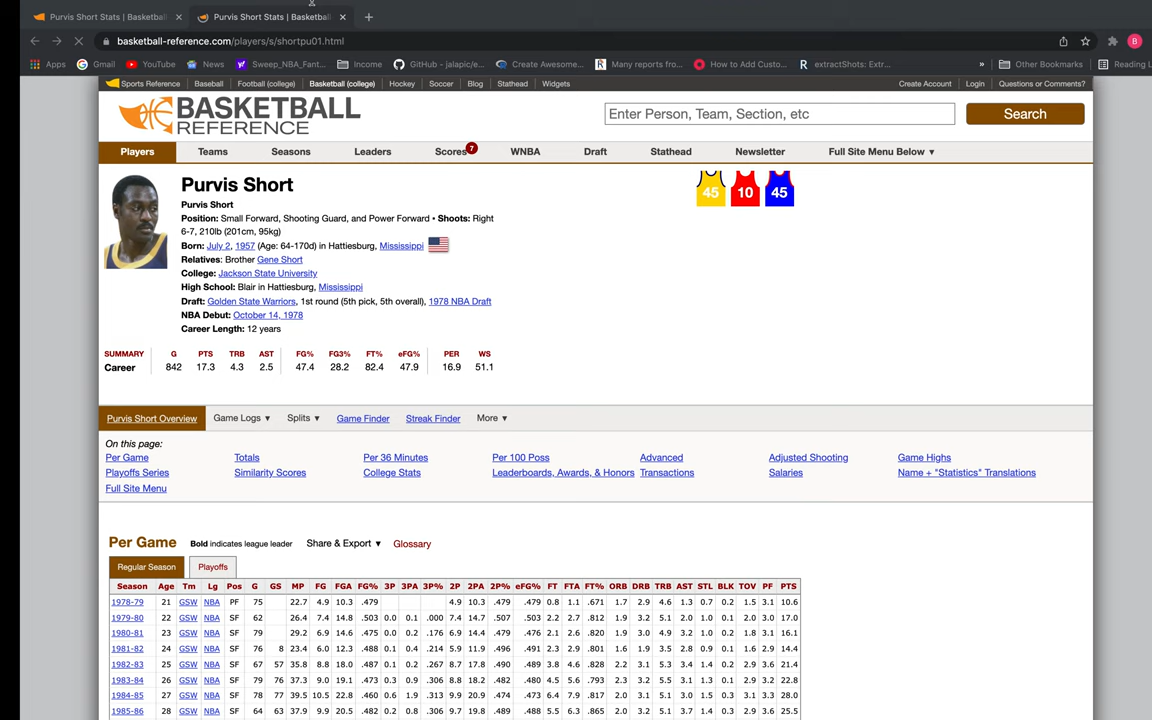 Purvis Short Stats | Basketball × Purvis Short Stats | Basketball × +
basketball-reference.com/players/s/shortpu01.html B
Apps Gmail YouTube News Sweep_NBA_Fant... Income GitHub - jalapic/e... Create Awesome... Many reports fro... How to Add Custo... extractShots: Extr... » Other Bookmarks Reading L
Sports Reference Baseball Football (college) Basketball (college) Hockey Soccer Blog Stathead Widgets Create Account Login Questions or Comments?
BASKETBALL
REFERENCE
Enter Person, Team, Section, etc Search
Players Teams Seasons Leaders Scores 7 WNBA Draft Stathead Newsletter Full Site Menu Below ▼
Purvis Short
45 10 45
Purvis Short
Position: Small Forward, Shooting Guard, and Power Forward • Shoots: Right
6-7, 210lb (201cm, 95kg)
Born: July 2, 1957 (Age: 64-170d) in Hattiesburg, Mississippi
Relatives: Brother Gene Short
College: Jackson State University
High School: Blair in Hattiesburg, Mississippi
Draft: Golden State Warriors, 1st round (5th pick, 5th overall), 1978 NBA Draft
NBA Debut: October 14, 1978
Career Length: 12 years
SUMMARY G PTS TRB AST FG% FG3% FT% eFG% PER WS
Career 842 17.3 4.3 2.5 47.4 28.2 82.4 47.9 16.9 51.1
Purvis Short Overview Game Logs ▼ Splits ▼ Game Finder Streak Finder More ▼
On this page:
Per Game Totals Per 36 Minutes Per 100 Poss Advanced Adjusted Shooting Game Highs
Playoffs Series Similarity Scores College Stats Leaderboards, Awards, & Honors Transactions Salaries Name + "Statistics" Translations
Full Site Menu
Per Game Bold indicates league leader Share & Export ▼ Glossary
Regular Season Playoffs
Season Age Tm Lg Pos G GS MP FG FGA FG% 3P 3PA 3P% 2P 2PA 2P% eFG% FT FTA FT% ORB DRB TRB AST STL BLK TOV PF PTS
1978-79 21 GSW NBA PF 75 22.7 4.9 10.3 .479 4.9 10.3 .479 .479 0.8 1.1 .671 1.7 2.9 4.6 1.3 0.7 0.2 1.5 3.1 10.6
1979-80 22 GSW NBA SF 62 26.4 7.4 14.8 .503 0.0 0.1 .000 7.4 14.7 .507 .503 2.2 2.7 .812 1.9 3.2 5.1 2.0 1.0 0.1 2.0 3.0 17.0
1980-81 23 GSW NBA SF 79 29.2 6.9 14.6 .475 0.0 0.2 .176 6.9 14.4 .479 .476 2.1 2.6 .820 1.9 3.0 4.9 3.2 1.0 0.2 1.8 3.1 16.1
1981-82 24 GSW NBA SF 76 8 23.4 6.0 12.3 .488 0.1 0.4 .214 5.9 11.9 .496 .491 2.3 2.9 .801 1.6 1.9 3.5 2.8 0.9 0.1 1.6 2.9 14.4
1982-83 25 GSW NBA SF 67 57 35.8 8.8 18.0 .487 0.1 0.2 .267 8.7 17.8 .490 .489 3.8 4.6 .828 2.2 3.1 5.3 3.4 1.4 0.2 2.9 3.6 21.4
1983-84 26 GSW NBA SF 79 76 37.3 9.0 19.1 .473 0.3 0.9 .306 8.8 18.2 .482 .480 4.5 5.6 .793 2.3 3.2 5.5 3.1 1.3 0.1 2.8 3.2 22.8
1984-85 27 GSW NBA SF 78 77 39.5 10.5 22.8 .460 0.6 1.9 .313 9.9 20.9 .474 .473 6.4 7.9 .817 2.0 3.1 5.1 3.0 1.5 0.3 3.1 3.3 28.0
1985-86 28 GSW NBA SF 64 63 37.9 9.9 20.5 .482 0.2 0.8 .306 9.7 19.8 .489 .488 5.5 6.3 .865 2.0 3.1 5.1 3.7 1.4 0.3 2.9 3.6 25.5